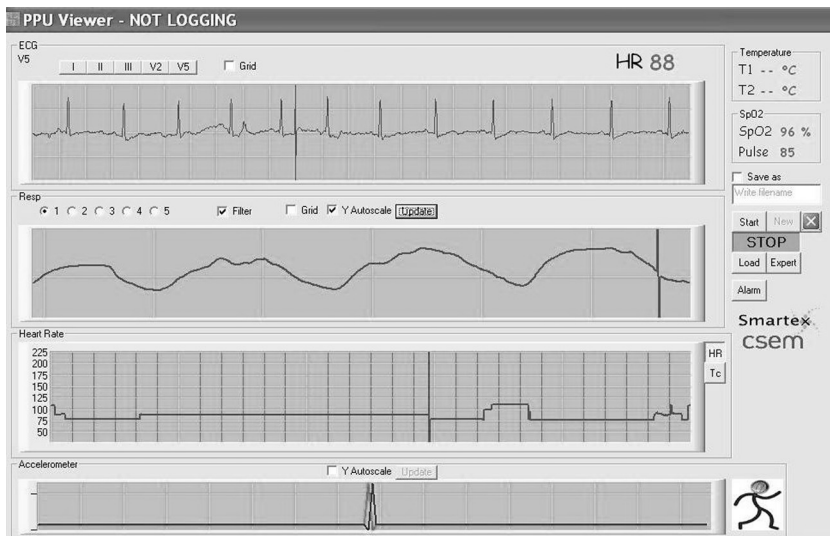 PPU Viewer - NOT LOGGING
ECG
V5
I II III V2 V5 Grid
HR 88
Temperature
T1 -- °C
T2 -- °C
SpO2
SpO2 96 %
Pulse 85
Save as
Write filename
Start New X
STOP
Load Expert
Alarm
Smartex
csem
Resp
1 2 3 4 5 Filter Grid Y Autoscale Update
Heart Rate
225
200
175
150
125
100
75
50
HR
Tc
Accelerometer
Y Autoscale Update